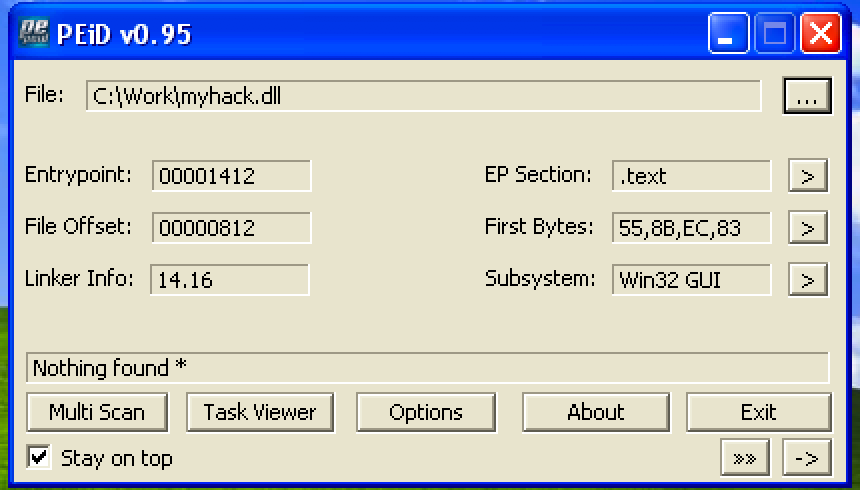 PEiD v0.95
File: C:\Work\myhack.dll ...
Entrypoint: 00001412 EP Section: .text >
File Offset: 00000812 First Bytes: 55,8B,EC,83 >
Linker Info: 14.16 Subsystem: Win32 GUI >
Nothing found *
Multi Scan Task Viewer Options About Exit
Stay on top »» ->